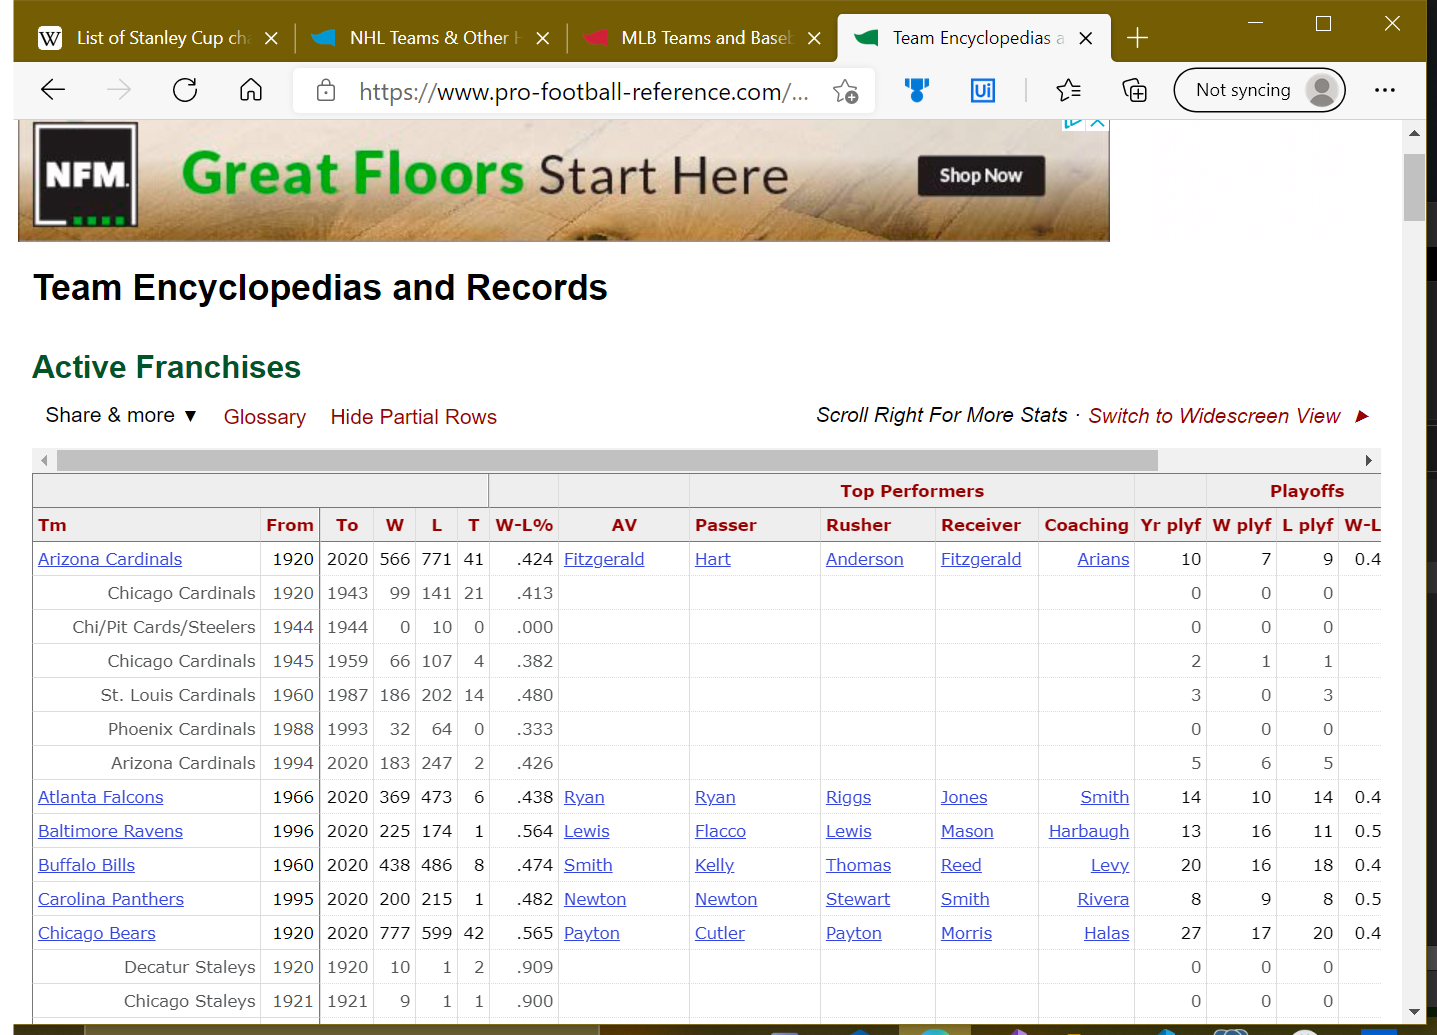 List of Stanley Cup ch
NHL Teams & Other
MLB Teams and Baseb
Team Encyclopedias a
https://www.pro-football-reference.com/...
Not syncing
NFM.
Great Floors Start Here
Shop Now
Team Encyclopedias and Records
Active Franchises
Share & more ▼ Glossary Hide Partial Rows
Scroll Right For More Stats · Switch to Widescreen View ►
Top Performers Playoffs
Tm From To W L T W-L% AV Passer Rusher Receiver Coaching Yr plyf W plyf L plyf W-L
Arizona Cardinals 1920 2020 566 771 41 .424 Fitzgerald Hart Anderson Fitzgerald Arians 10 7 9 0.4
Chicago Cardinals 1920 1943 99 141 21 .413 0 0 0
Chi/Pit Cards/Steelers 1944 1944 0 10 0 .000 0 0 0
Chicago Cardinals 1945 1959 66 107 4 .382 2 1 1
St. Louis Cardinals 1960 1987 186 202 14 .480 3 0 3
Phoenix Cardinals 1988 1993 32 64 0 .333 0 0 0
Arizona Cardinals 1994 2020 183 247 2 .426 5 6 5
Atlanta Falcons 1966 2020 369 473 6 .438 Ryan Ryan Riggs Jones Smith 14 10 14 0.4
Baltimore Ravens 1996 2020 225 174 1 .564 Lewis Flacco Lewis Mason Harbaugh 13 16 11 0.5
Buffalo Bills 1960 2020 438 486 8 .474 Smith Kelly Thomas Reed Levy 20 16 18 0.4
Carolina Panthers 1995 2020 200 215 1 .482 Newton Newton Stewart Smith Rivera 8 9 8 0.5
Chicago Bears 1920 2020 777 599 42 .565 Payton Cutler Payton Morris Halas 27 17 20 0.4
Decatur Staleys 1920 1920 10 1 2 .909 0 0 0
Chicago Staleys 1921 1921 9 1 1 .900 0 0 0